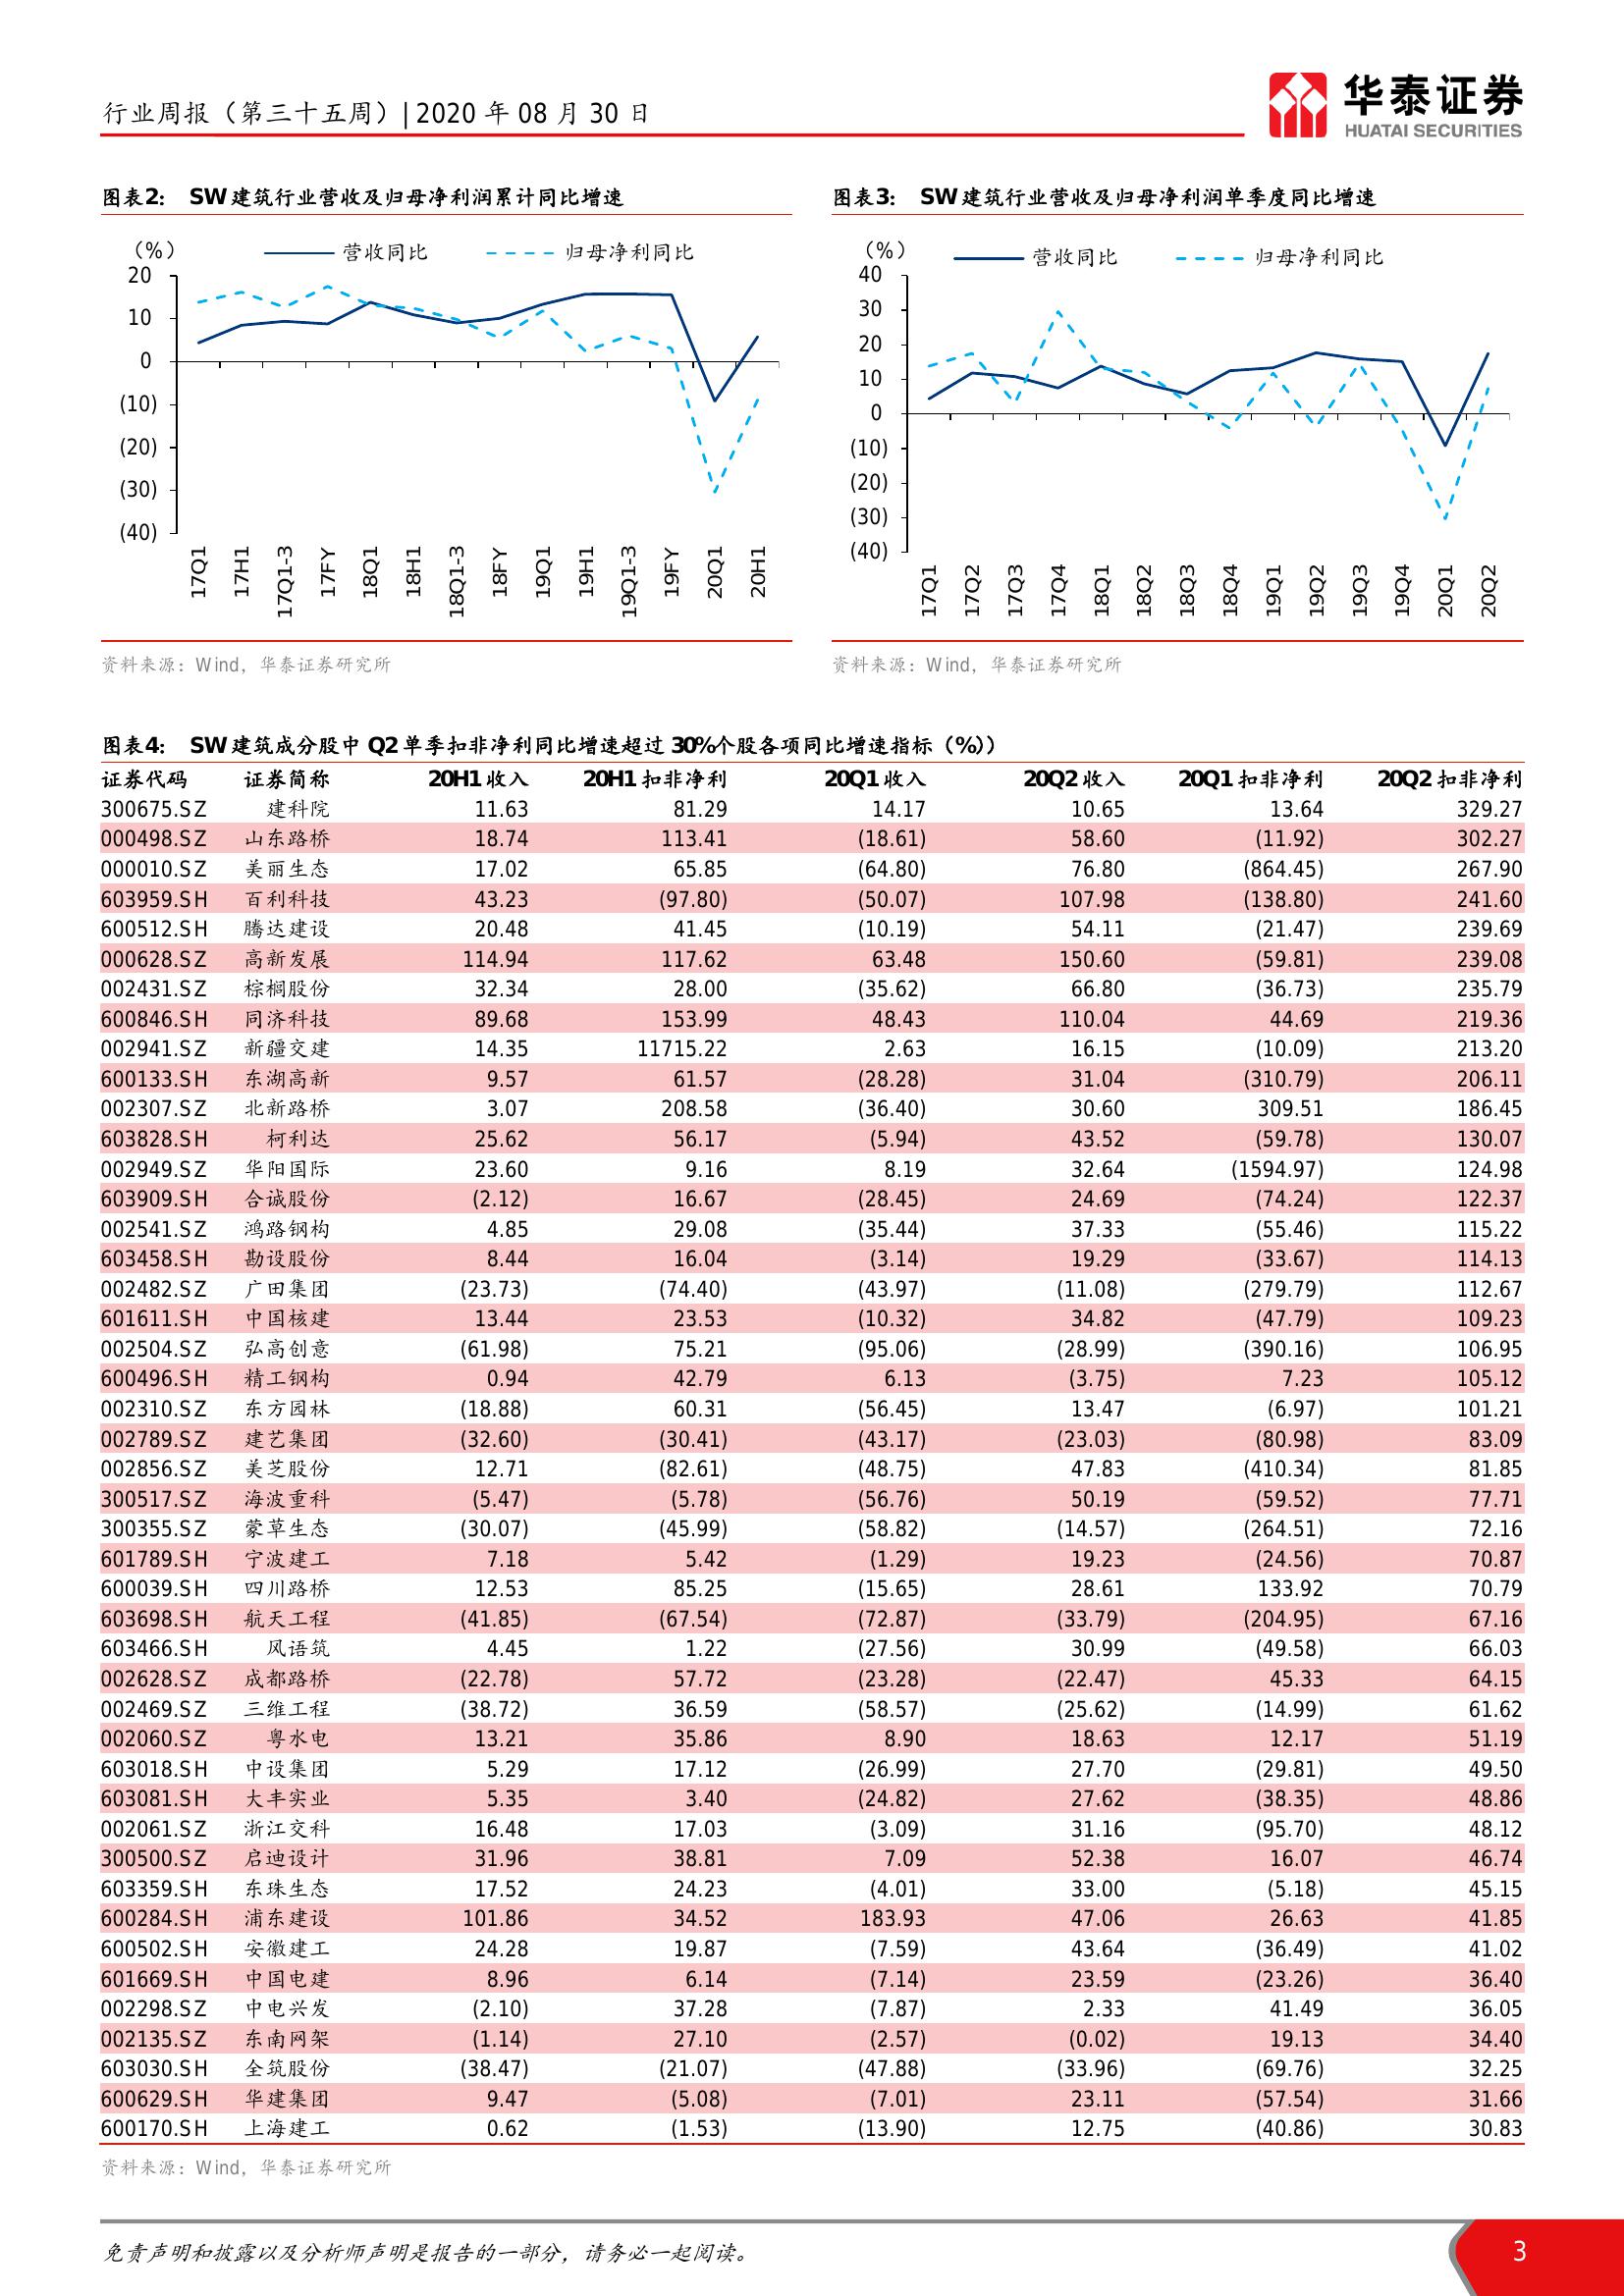 行业周报（第三十五周）| 2020 年 08 月 30 日
华泰证券
HUATAI SECURITIES
图表2： SW 建筑行业营收及归母净利润累计同比增速
（%）
营收同比 归母净利同比
20
10
0
(10)
(20)
(30)
(40)
17Q1 17H1 17Q1-3 17FY 18Q1 18H1 18Q1-3 18FY 19Q1 19H1 19Q1-3 19FY 20Q1 20H1
资料来源：Wind，华泰证券研究所
图表3： SW 建筑行业营收及归母净利润单季度同比增速
（%）
营收同比 归母净利同比
40
30
20
10
0
(10)
(20)
(30)
(40)
17Q1 17Q2 17Q3 17Q4 18Q1 18Q2 18Q3 18Q4 19Q1 19Q2 19Q3 19Q4 20Q1 20Q2
资料来源：Wind，华泰证券研究所
图表4： SW 建筑成分股中 Q2 单季扣非净利同比增速超过 30%个股各项同比增速指标（%））
证券代码 证券简称 20H1 收入 20H1 扣非净利 20Q1 收入 20Q2 收入 20Q1 扣非净利 20Q2 扣非净利
300675.SZ 建科院 11.63 81.29 14.17 10.65 13.64 329.27
000498.SZ 山东路桥 18.74 113.41 (18.61) 58.60 (11.92) 302.27
000010.SZ 美丽生态 17.02 65.85 (64.80) 76.80 (864.45) 267.90
603959.SH 百利科技 43.23 (97.80) (50.07) 107.98 (138.80) 241.60
600512.SH 腾达建设 20.48 41.45 (10.19) 54.11 (21.47) 239.69
000628.SZ 高新发展 114.94 117.62 63.48 150.60 (59.81) 239.08
002431.SZ 棕榈股份 32.34 28.00 (35.62) 66.80 (36.73) 235.79
600846.SH 同济科技 89.68 153.99 48.43 110.04 44.69 219.36
002941.SZ 新疆交建 14.35 11715.22 2.63 16.15 (10.09) 213.20
600133.SH 东湖高新 9.57 61.57 (28.28) 31.04 (310.79) 206.11
002307.SZ 北新路桥 3.07 208.58 (36.40) 30.60 309.51 186.45
603828.SH 柯利达 25.62 56.17 (5.94) 43.52 (59.78) 130.07
002949.SZ 华阳国际 23.60 9.16 8.19 32.64 (1594.97) 124.98
603909.SH 合诚股份 (2.12) 16.67 (28.45) 24.69 (74.24) 122.37
002541.SZ 鸿路钢构 4.85 29.08 (35.44) 37.33 (55.46) 115.22
603458.SH 勘设股份 8.44 16.04 (3.14) 19.29 (33.67) 114.13
002482.SZ 广田集团 (23.73) (74.40) (43.97) (11.08) (279.79) 112.67
601611.SH 中国核建 13.44 23.53 (10.32) 34.82 (47.79) 109.23
002504.SZ 弘高创意 (61.98) 75.21 (95.06) (28.99) (390.16) 106.95
600496.SH 精工钢构 0.94 42.79 6.13 (3.75) 7.23 105.12
002310.SZ 东方园林 (18.88) 60.31 (56.45) 13.47 (6.97) 101.21
002789.SZ 建艺集团 (32.60) (30.41) (43.17) (23.03) (80.98) 83.09
002856.SZ 美芝股份 12.71 (82.61) (48.75) 47.83 (410.34) 81.85
300517.SZ 海波重科 (5.47) (5.78) (56.76) 50.19 (59.52) 77.71
300355.SZ 蒙草生态 (30.07) (45.99) (58.82) (14.57) (264.51) 72.16
601789.SH 宁波建工 7.18 5.42 (1.29) 19.23 (24.56) 70.87
600039.SH 四川路桥 12.53 85.25 (15.65) 28.61 133.92 70.79
603698.SH 航天工程 (41.85) (67.54) (72.87) (33.79) (204.95) 67.16
603466.SH 风语筑 4.45 1.22 (27.56) 30.99 (49.58) 66.03
002628.SZ 成都路桥 (22.78) 57.72 (23.28) (22.47) 45.33 64.15
002469.SZ 三维工程 (38.72) 36.59 (58.57) (25.62) (14.99) 61.62
002060.SZ 粤水电 13.21 35.86 8.90 18.63 12.17 51.19
603018.SH 中设集团 5.29 17.12 (26.99) 27.70 (29.81) 49.50
603081.SH 大丰实业 5.35 3.40 (24.82) 27.62 (38.35) 48.86
002061.SZ 浙江交科 16.48 17.03 (3.09) 31.16 (95.70) 48.12
300500.SZ 启迪设计 31.96 38.81 7.09 52.38 16.07 46.74
603359.SH 东珠生态 17.52 24.23 (4.01) 33.00 (5.18) 45.15
600284.SH 浦东建设 101.86 34.52 183.93 47.06 26.63 41.85
600502.SH 安徽建工 24.28 19.87 (7.59) 43.64 (36.49) 41.02
601669.SH 中国电建 8.96 6.14 (7.14) 23.59 (23.26) 36.40
002298.SZ 中电兴发 (2.10) 37.28 (7.87) 2.33 41.49 36.05
002135.SZ 东南网架 (1.14) 27.10 (2.57) (0.02) 19.13 34.40
603030.SH 全筑股份 (38.47) (21.07) (47.88) (33.96) (69.76) 32.25
600629.SH 华建集团 9.47 (5.08) (7.01) 23.11 (57.54) 31.66
600170.SH 上海建工 0.62 (1.53) (13.90) 12.75 (40.86) 30.83
资料来源：Wind，华泰证券研究所
免责声明和披露以及分析师声明是报告的一部分，请务必一起阅读。
3